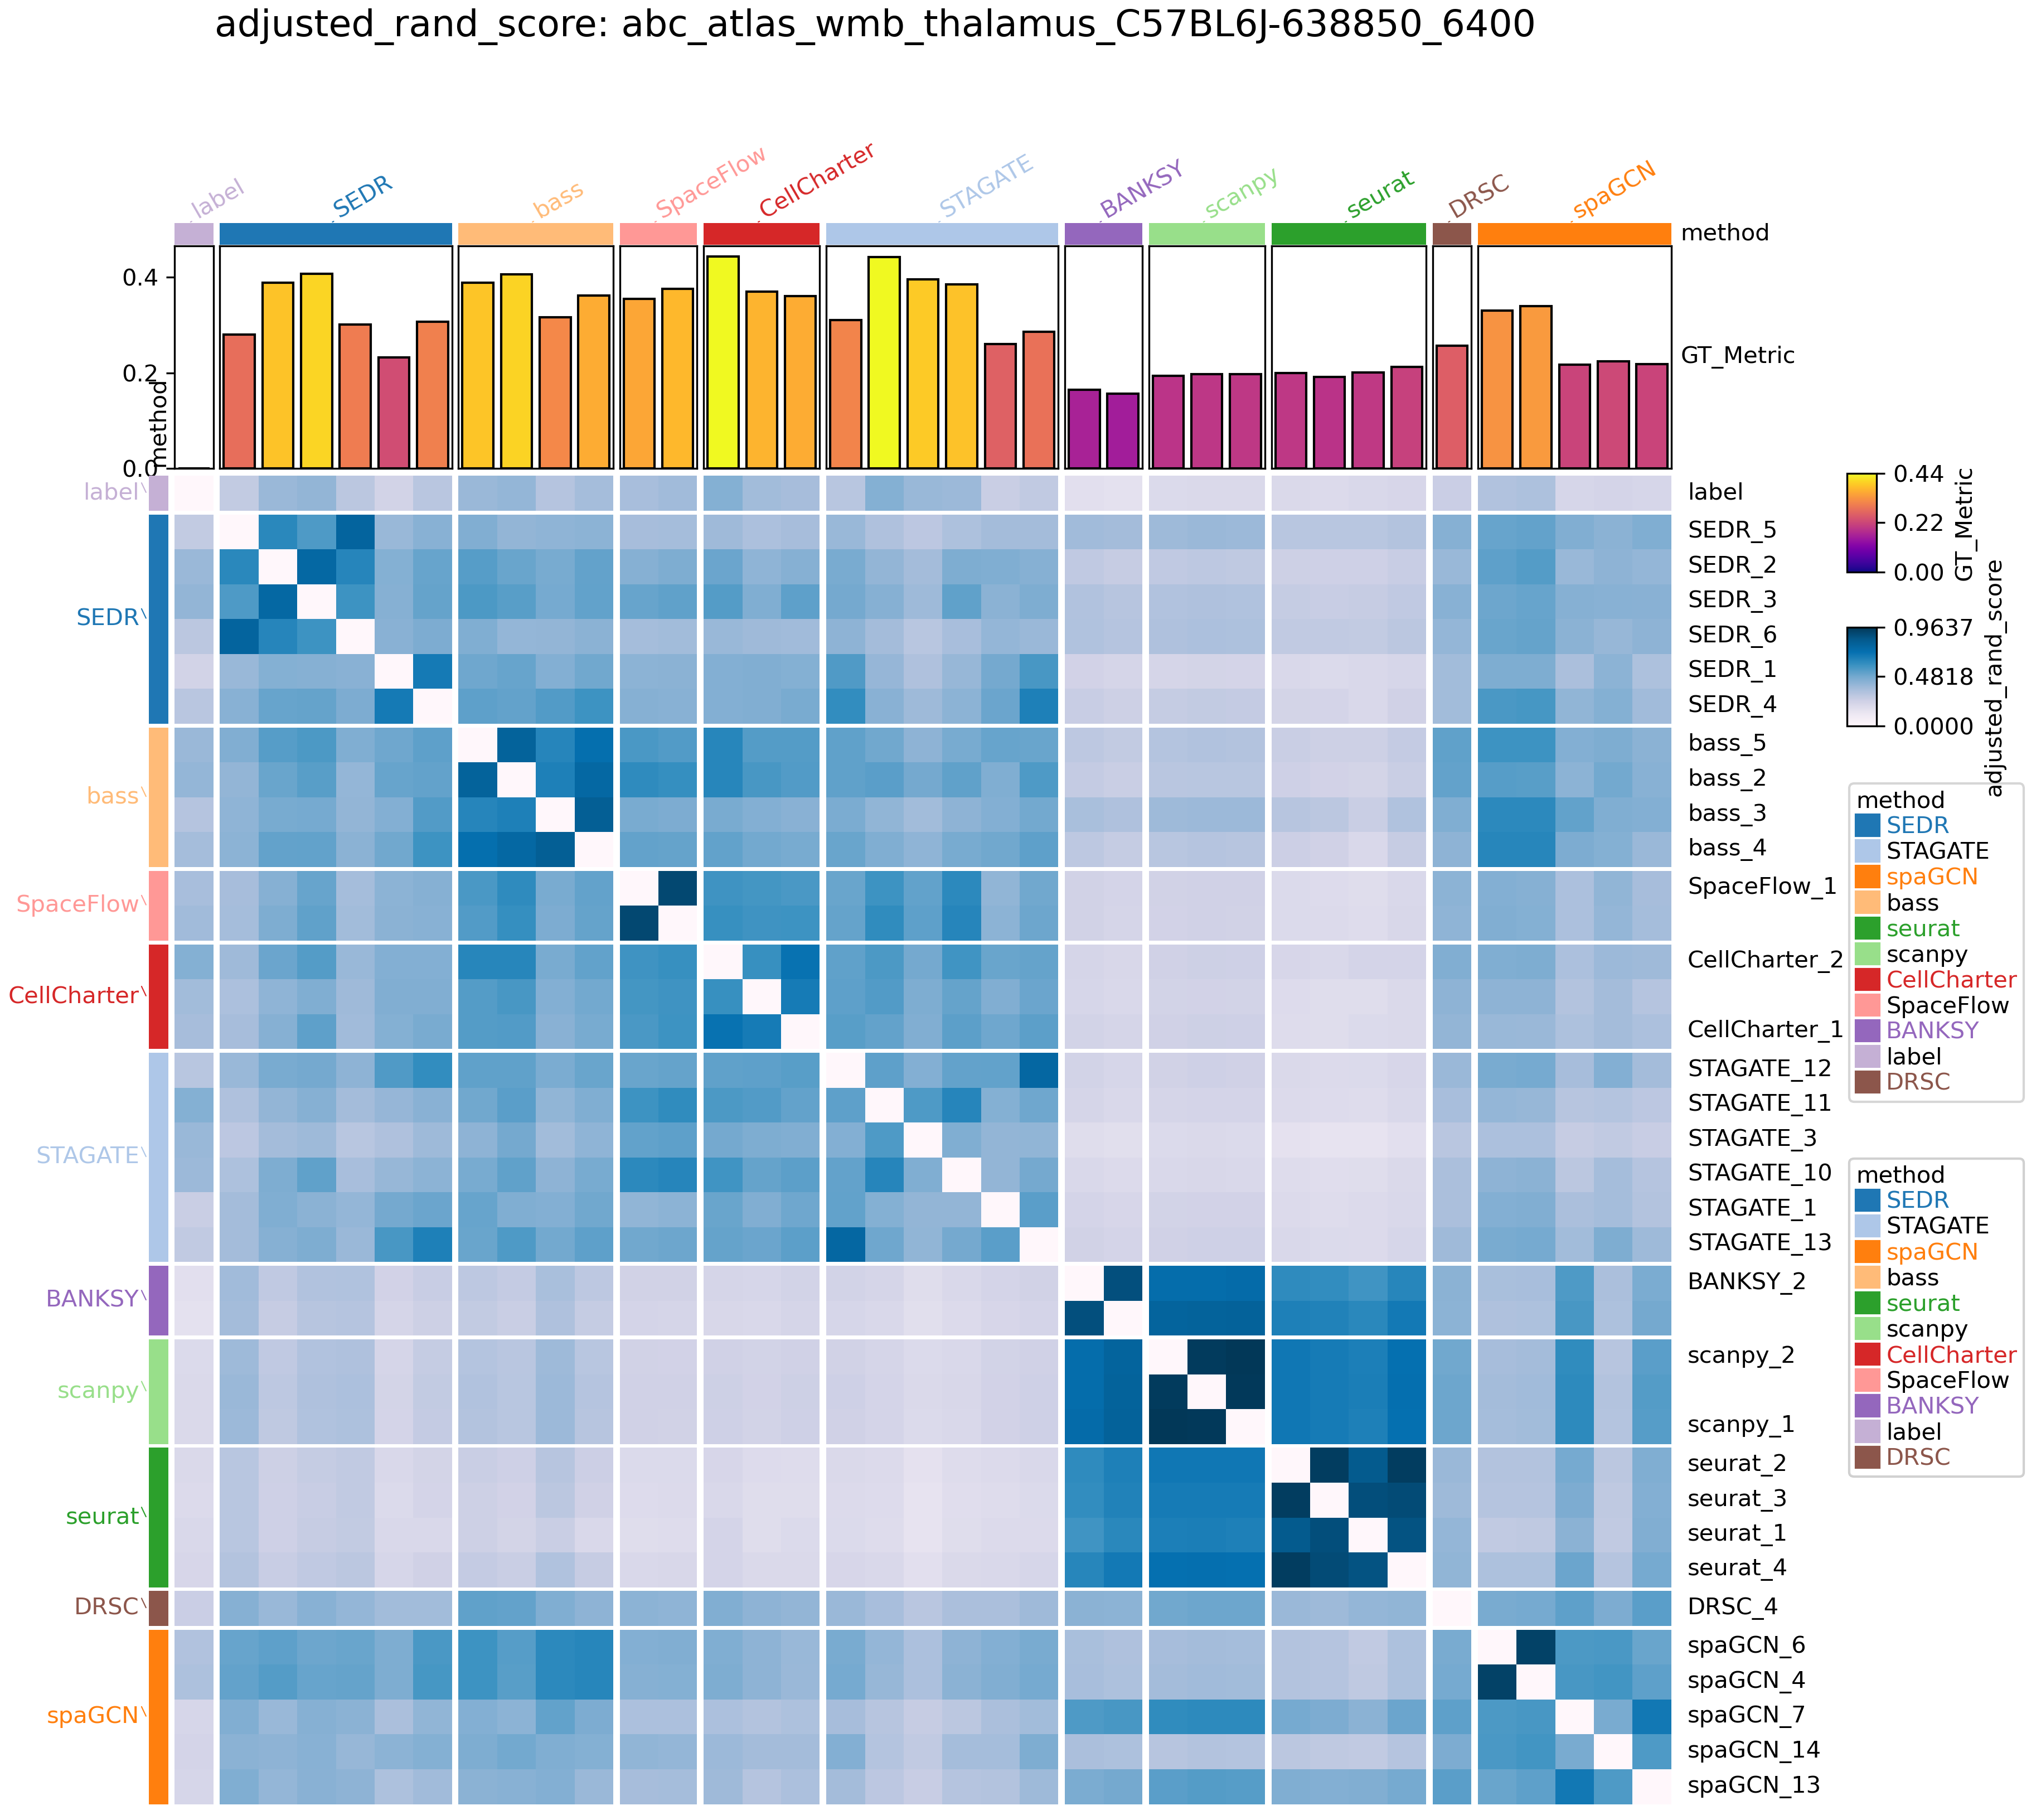 adjusted_rand_score: abc_atlas_wmb_thalamus_C57BL6J-638850_6400
label
SEDR
bass
SpaceFlow
CellCharter
STAGATE
BANKSY
scanpy
seurat
DRSC
spaGCN
method
0.4
0.2
0.0
method
GT_Metric
label
SEDR
bass
SpaceFlow
CellCharter
STAGATE
BANKSY
scanpy
seurat
DRSC
spaGCN
label
SEDR_5
SEDR_2
SEDR_3
SEDR_6
SEDR_1
SEDR_4
bass_5
bass_2
bass_3
bass_4
SpaceFlow_1
CellCharter_2
CellCharter_1
STAGATE_12
STAGATE_11
STAGATE_3
STAGATE_10
STAGATE_1
STAGATE_13
BANKSY_2
scanpy_2
scanpy_1
seurat_2
seurat_3
seurat_1
seurat_4
DRSC_4
spaGCN_6
spaGCN_4
spaGCN_7
spaGCN_14
spaGCN_13
0.44
0.22
0.00
GT_Metric
0.9637
0.4818
0.0000
adjusted_rand_score
method
SEDR
STAGATE
spaGCN
bass
seurat
scanpy
CellCharter
SpaceFlow
BANKSY
label
DRSC
method
SEDR
STAGATE
spaGCN
bass
seurat
scanpy
CellCharter
SpaceFlow
BANKSY
label
DRSC